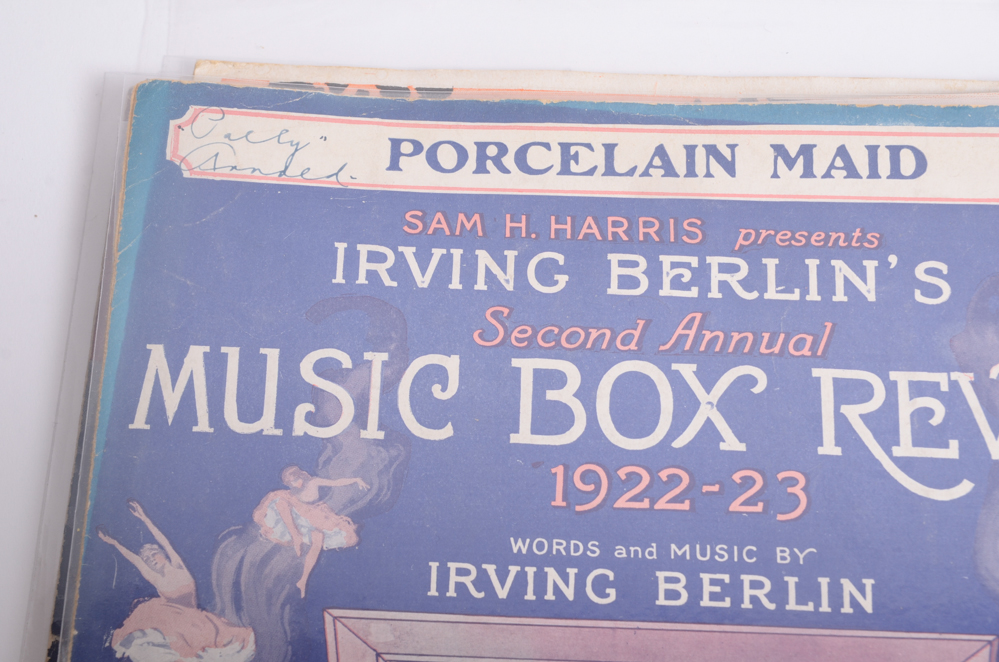 "Polly"
PORCELAIN MAID
SAM H. HARRIS presents
IRVING BERLIN'S
Second Annual
MUSIC BOX REV
1922-23
WORDS and MUSIC BY
IRVING BERLIN